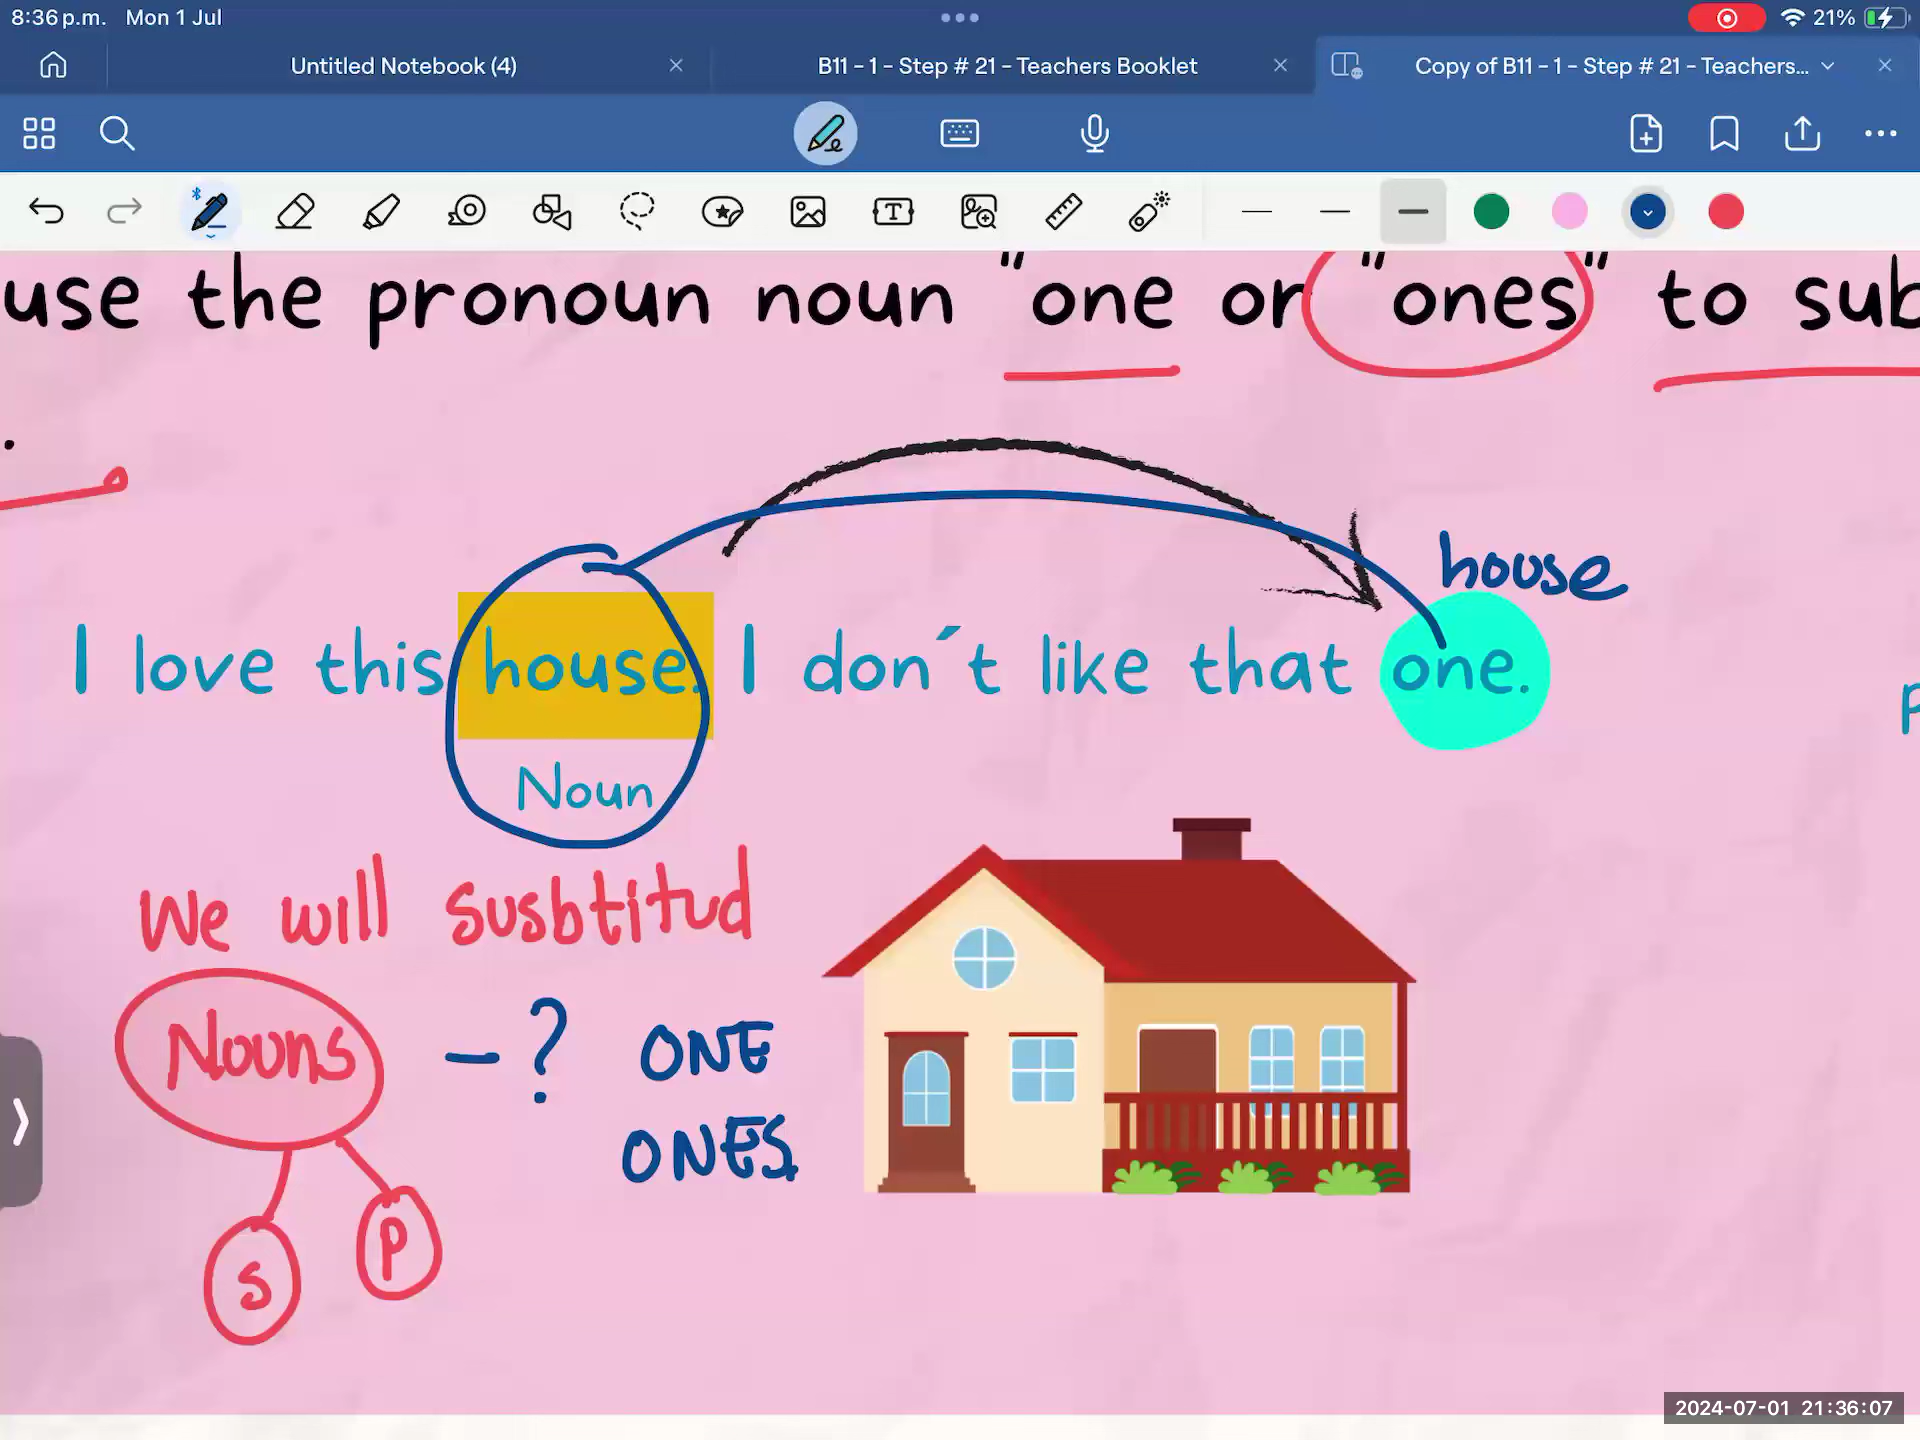 8:36 p.m. Mon 1 Jul 21%
Untitled Notebook (4) B11 - 1 - Step # 21 - Teachers Booklet Copy of B11 - 1 - Step # 21 - Teachers...
use the pronoun noun "one or "ones" to sub
.
house
I love this house. I don´t like that one.
Noun
We will susbtitud
Nouns - ? ONE
ONES
s P
2024-07-01 21:36:07